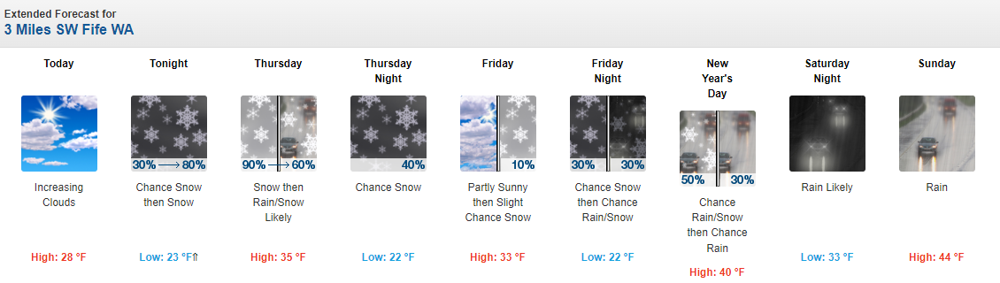 Extended Forecast for
3 Miles SW Fife WA
Today
Increasing
Clouds
High: 28 °F
Tonight
30% → 80%
Chance Snow
then Snow
Low: 23 °F⇑
Thursday
90% → 60%
Snow then
Rain/Snow
Likely
High: 35 °F
Thursday
Night
40%
Chance Snow
Low: 22 °F
Friday
10%
Partly Sunny
then Slight
Chance Snow
High: 33 °F
Friday
Night
30% 30%
Chance Snow
then Chance
Rain/Snow
Low: 22 °F
New
Year's
Day
50% 30%
Chance
Rain/Snow
then Chance
Rain
High: 40 °F
Saturday
Night
Rain Likely
Low: 33 °F
Sunday
Rain
High: 44 °F